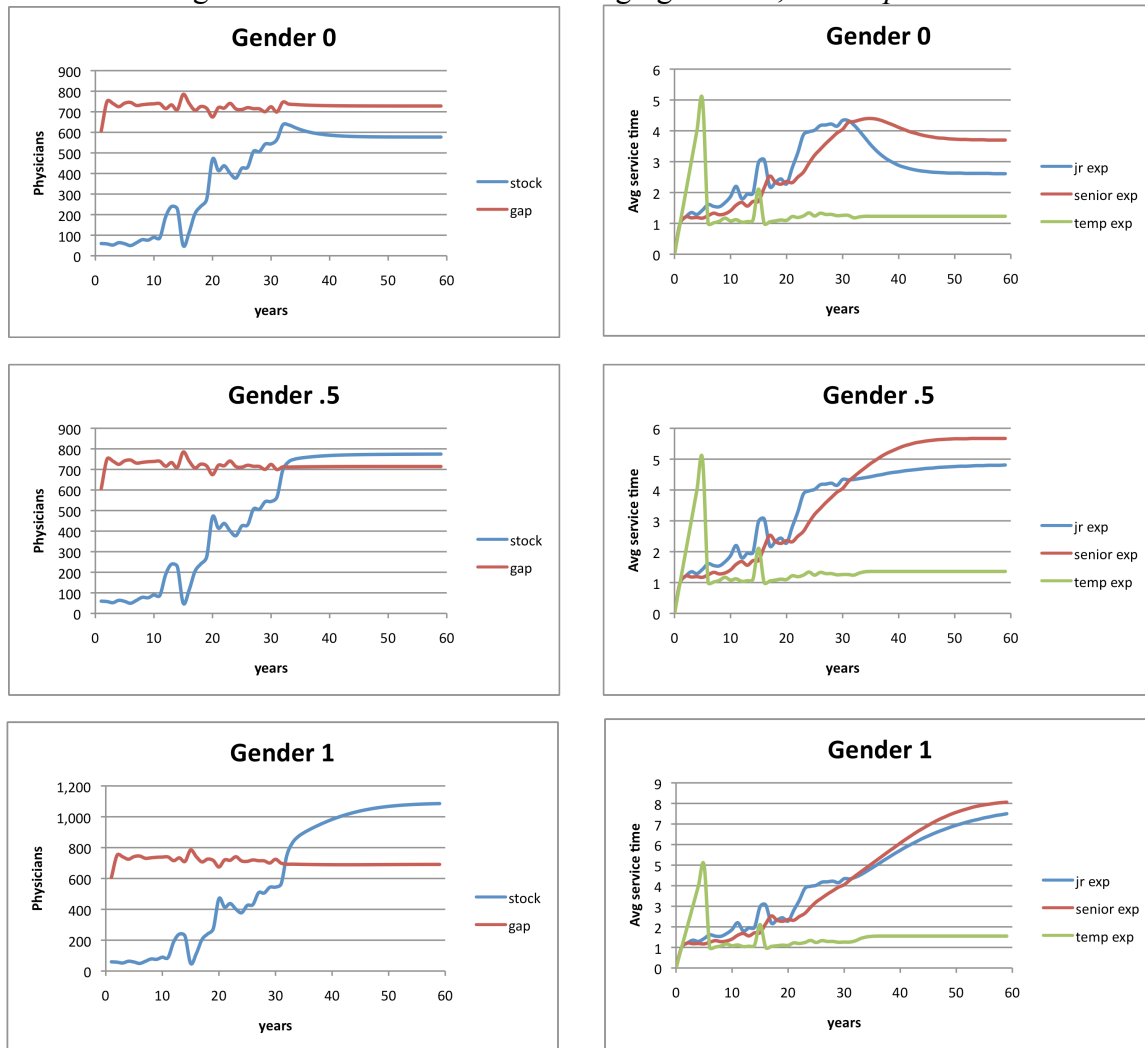 Gender 0
900
800
700
600
500
400
300
200
100
0
Physicians
0 10 20 30 40 50 60
years
stock
gap
Gender 0
6
5
4
3
2
1
0
Avg service time
0 10 20 30 40 50 60
years
jr exp
senior exp
temp exp
Gender .5
900
800
700
600
500
400
300
200
100
0
Physicians
0 10 20 30 40 50 60
years
stock
gap
Gender .5
6
5
4
3
2
1
0
Avg service time
0 10 20 30 40 50 60
years
jr exp
senior exp
temp exp
Gender 1
1,200
1,000
800
600
400
200
0
Physicians
0 10 20 30 40 50 60
years
stock
gap
Gender 1
9
8
7
6
5
4
3
2
1
0
Avg service time
0 10 20 30 40 50 60
years
jr exp
senior exp
temp exp